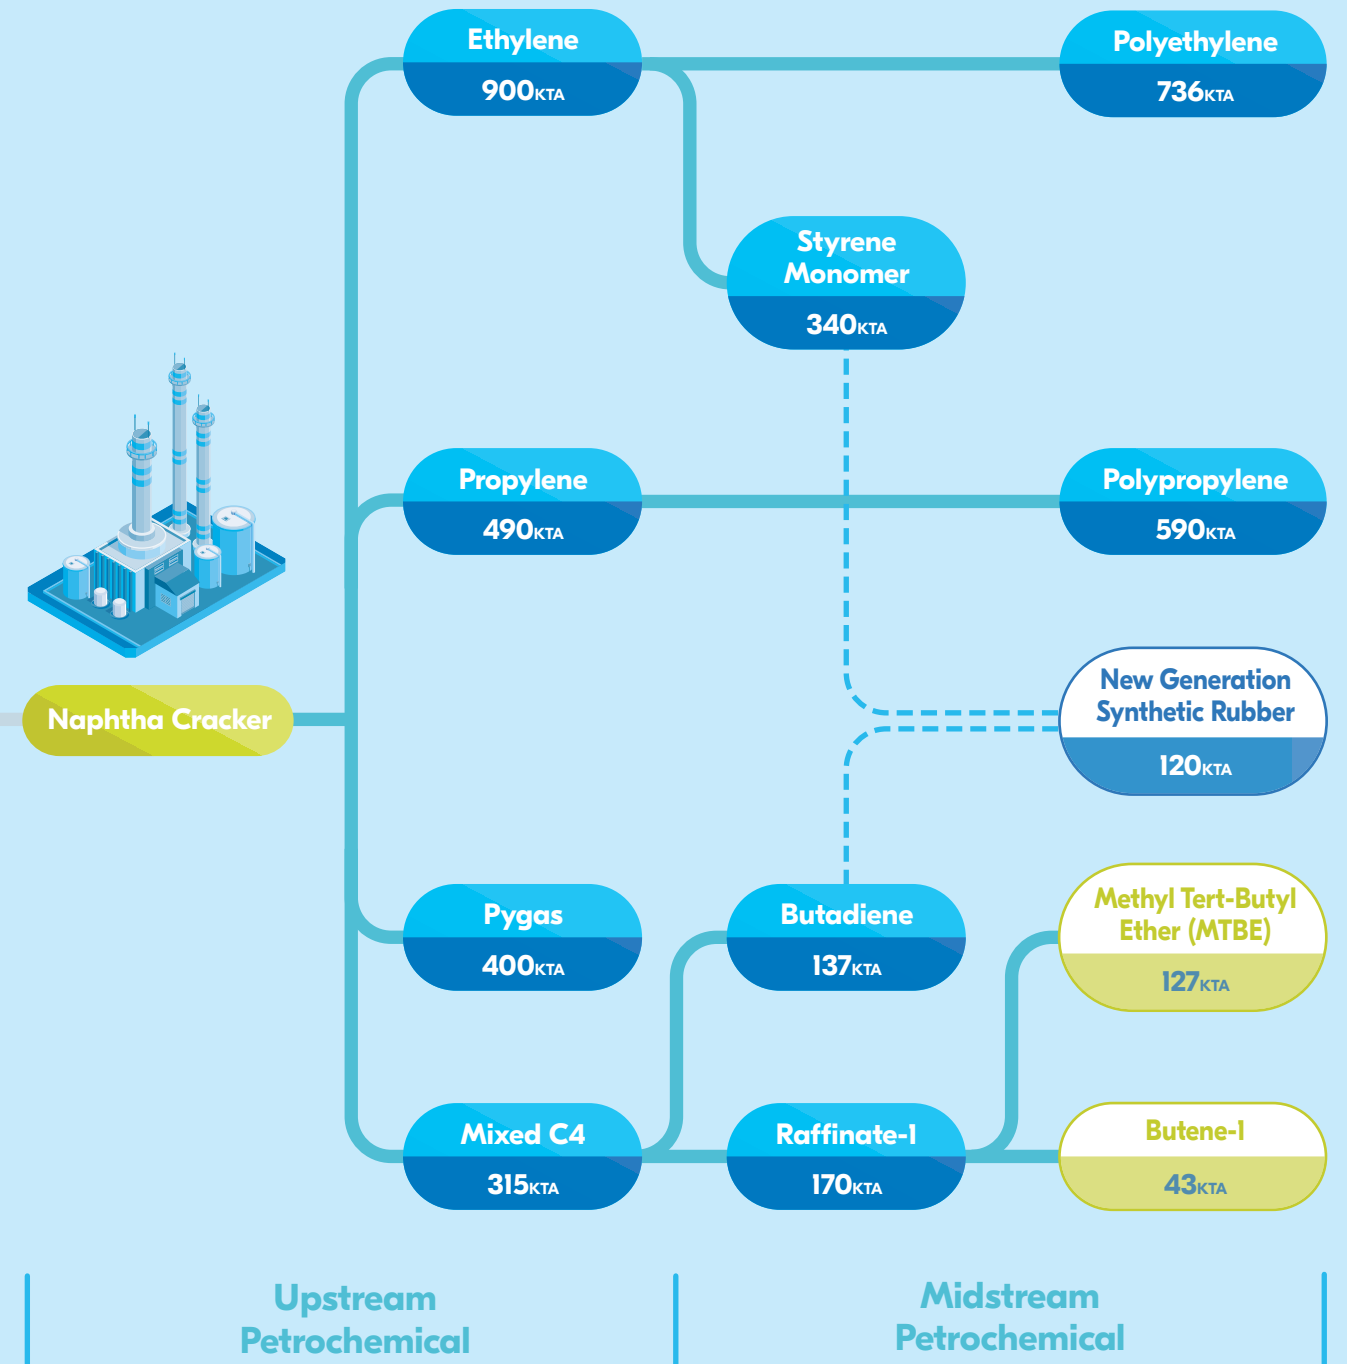 Ethylene
900KTA
Polyethylene
736KTA
Styrene
Monomer
340KTA
Propylene
490KTA
Polypropylene
590KTA
New Generation
Synthetic Rubber
120KTA
Naphtha Cracker
Pygas
400KTA
Butadiene
137KTA
Methyl Tert-Butyl
Ether (MTBE)
127KTA
Mixed C4
315KTA
Raffinate-1
170KTA
Butene-1
43KTA
Upstream
Petrochemical
Midstream
Petrochemical